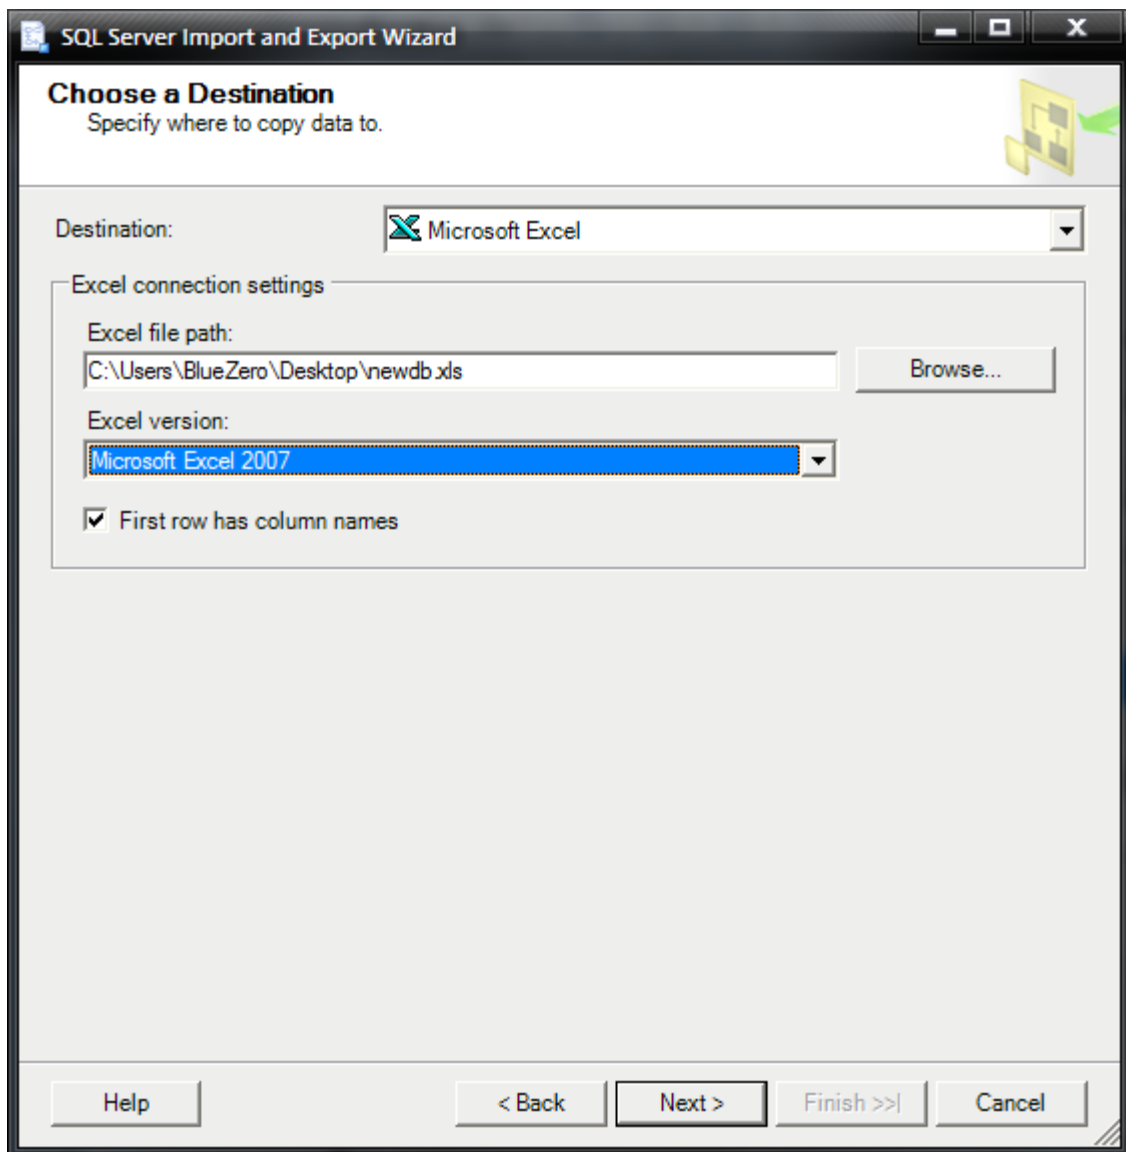 SQL Server Import and Export Wizard
Choose a Destination
Specify where to copy data to.
Destination:
Microsoft Excel
Excel connection settings
Excel file path:
C:\Users\BlueZero\Desktop\newdb.xls
Browse...
Excel version:
Microsoft Excel 2007
First row has column names
Help
< Back
Next >
Finish >>|
Cancel